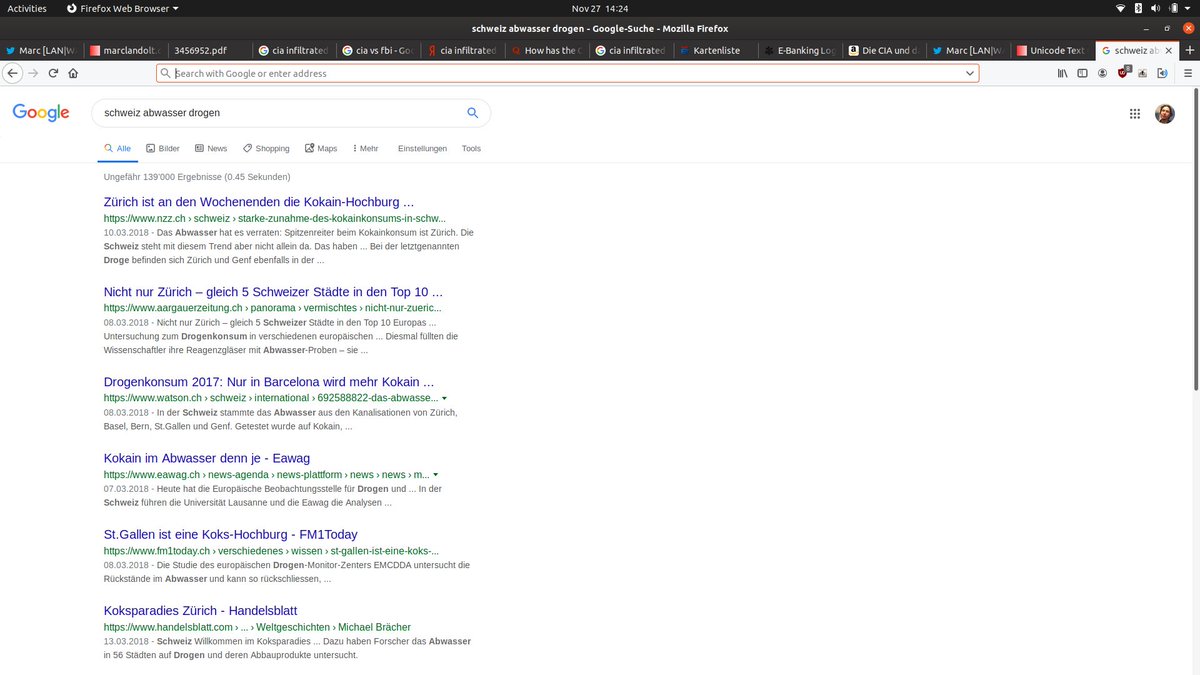 Activities Firefox Web Browser Nov 27 14:24
schweiz abwasser drogen - Google-Suche - Mozilla Firefox
Marc [LAN|W marclandolt. 3456952.pdf cia infiltrated cia vs fbi - Goo cia infiltrated How has the C cia infiltrated Kartenliste E-Banking Log Die CIA und d Marc [LAN|W Unicode Text schweiz ab
Search with Google or enter address
Google schweiz abwasser drogen
Alle Bilder News Shopping Maps Mehr Einstellungen Tools
Ungefähr 139'000 Ergebnisse (0.45 Sekunden)
Zürich ist an den Wochenenden die Kokain-Hochburg ...
https://www.nzz.ch › schweiz › starke-zunahme-des-kokainkonsums-in-schw...
10.03.2018 - Das Abwasser hat es verraten: Spitzenreiter beim Kokainkonsum ist Zürich. Die
Schweiz steht mit diesem Trend aber nicht allein da. Das haben ... Bei der letztgenannten
Droge befinden sich Zürich und Genf ebenfalls in der ...
Nicht nur Zürich – gleich 5 Schweizer Städte in den Top 10 ...
https://www.aargauerzeitung.ch › panorama › vermischtes › nicht-nur-zueric...
08.03.2018 - Nicht nur Zürich – gleich 5 Schweizer Städte in den Top 10 Europas ...
Untersuchung zum Drogenkonsum in verschiedenen europäischen ... Diesmal füllten die
Wissenschaftler ihre Reagenzgläser mit Abwasser-Proben – sie ...
Drogenkonsum 2017: Nur in Barcelona wird mehr Kokain ...
https://www.watson.ch › schweiz › international › 692588822-das-abwasse...
08.03.2018 - In der Schweiz stammte das Abwasser aus den Kanalisationen von Zürich,
Basel, Bern, St.Gallen und Genf. Getestet wurde auf Kokain, ...
Kokain im Abwasser denn je - Eawag
https://www.eawag.ch › news-agenda › news-plattform › news › news › m...
07.03.2018 - Heute hat die Europäische Beobachtungsstelle für Drogen und ... In der
Schweiz führen die Universität Lausanne und die Eawag die Analysen ...
St.Gallen ist eine Koks-Hochburg - FM1Today
https://www.fm1today.ch › verschiedenes › wissen › st-gallen-ist-eine-koks-...
08.03.2018 - Die Studie des europäischen Drogen-Monitor-Zenters EMCDDA untersucht die
Rückstände im Abwasser und kann so rückschliessen, ...
Koksparadies Zürich - Handelsblatt
https://www.handelsblatt.com › ... › Weltgeschichten › Michael Brächer
13.03.2018 - Schweiz Willkommen im Koksparadies ... Dazu haben Forscher das Abwasser
in 56 Städten auf Drogen und deren Abbauprodukte untersucht.